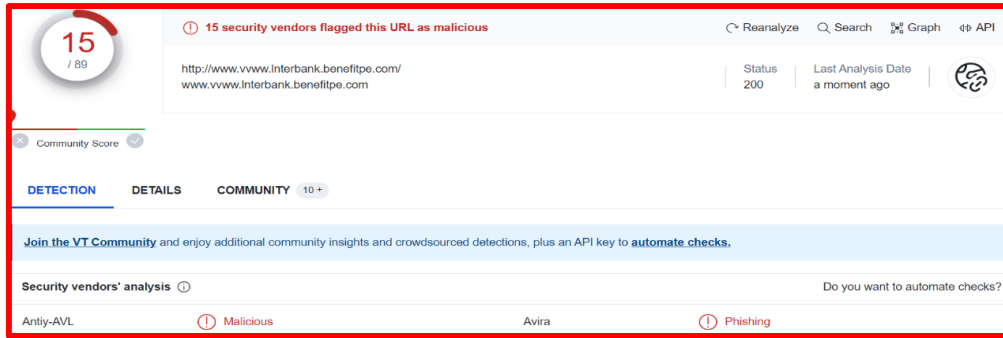 15
/ 89
15 security vendors flagged this URL as malicious
Reanalyze Search Graph API
http://www.vvww.lnterbank.benefitpe.com/
www.vvww.lnterbank.benefitpe.com
Status
200
Last Analysis Date
a moment ago
Community Score
DETECTION DETAILS COMMUNITY 10 +
Join the VT Community and enjoy additional community insights and crowdsourced detections, plus an API key to automate checks.
Security vendors' analysis Do you want to automate checks?
Antiy-AVL Malicious Avira Phishing